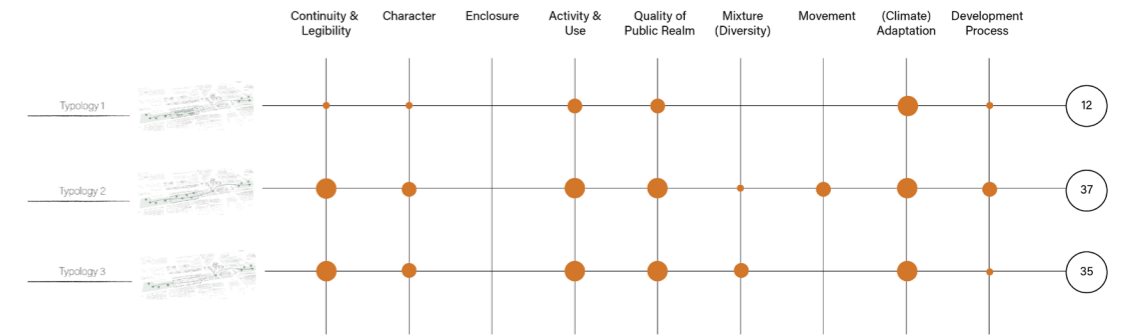 Continuity &
Legibility
Character
Enclosure
Activity &
Use
Quality of
Public Realm
Mixture
(Diversity)
Movement
(Climate)
Adaptation
Development
Process
Typology 1
12
Typology 2
37
Typology 3
35